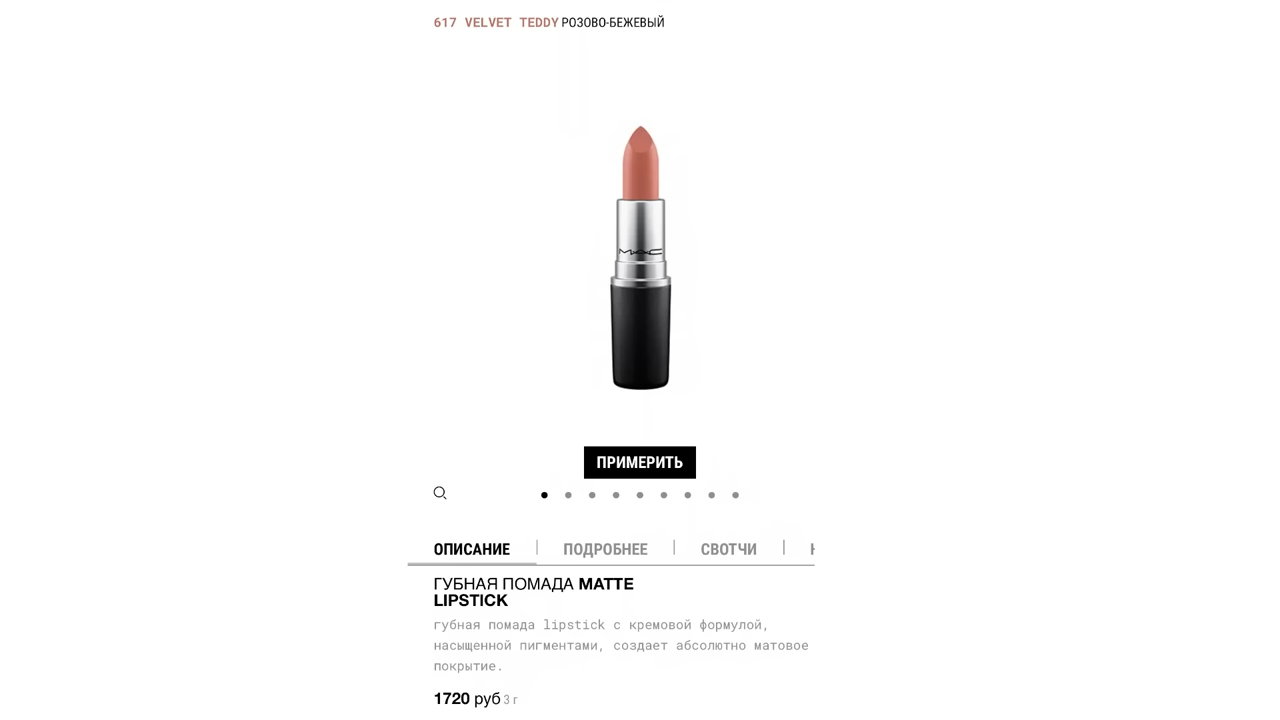 617 VELVET TEDDY РОЗОВО-БЕЖЕВЫЙ
MAC
ПРИМЕРИТЬ
ОПИСАНИЕ ПОДРОБНЕЕ СВОТЧИ
ГУБНАЯ ПОМАДА MATTE
LIPSTICK
губная помада lipstick с кремовой формулой,
насыщенной пигментами, создает абсолютно матовое
покрытие.
1720 руб 3 г